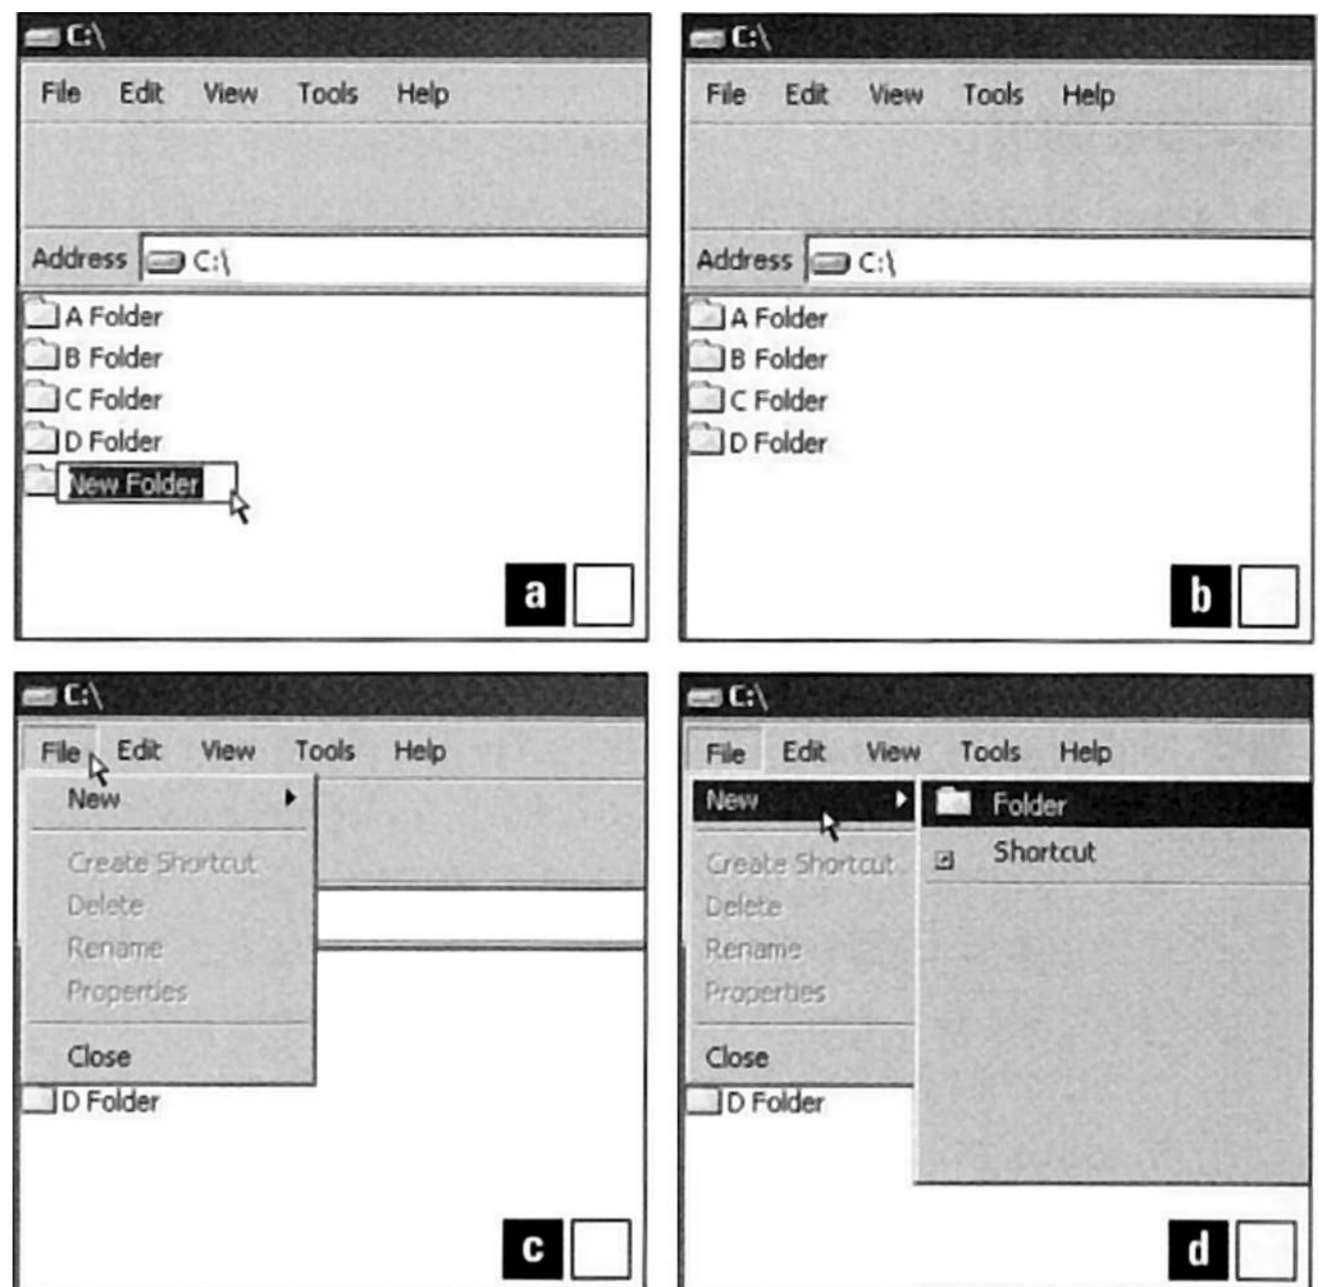 C:\
File Edit View Tools Help
Address C:\
A Folder
B Folder
C Folder
D Folder
New Folder
a
C:\
File Edit View Tools Help
Address C:\
A Folder
B Folder
C Folder
D Folder
b
C:\
File Edit View Tools Help
New
Create Shortcut
Delete
Rename
Properties
Close
D Folder
c
C:\
File Edit View Tools Help
New
Create Shortcut
Delete
Rename
Properties
Close
Folder
Shortcut
D Folder
d